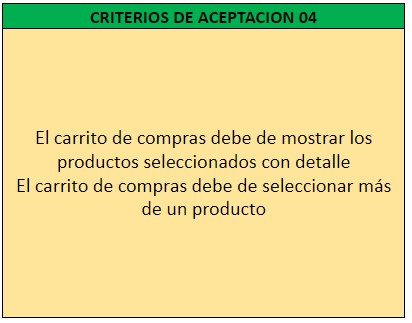 CRITERIOS DE ACEPTACION 04
El carrito de compras debe de mostrar los
productos seleccionados con detalle
El carrito de compras debe de seleccionar más
de un producto